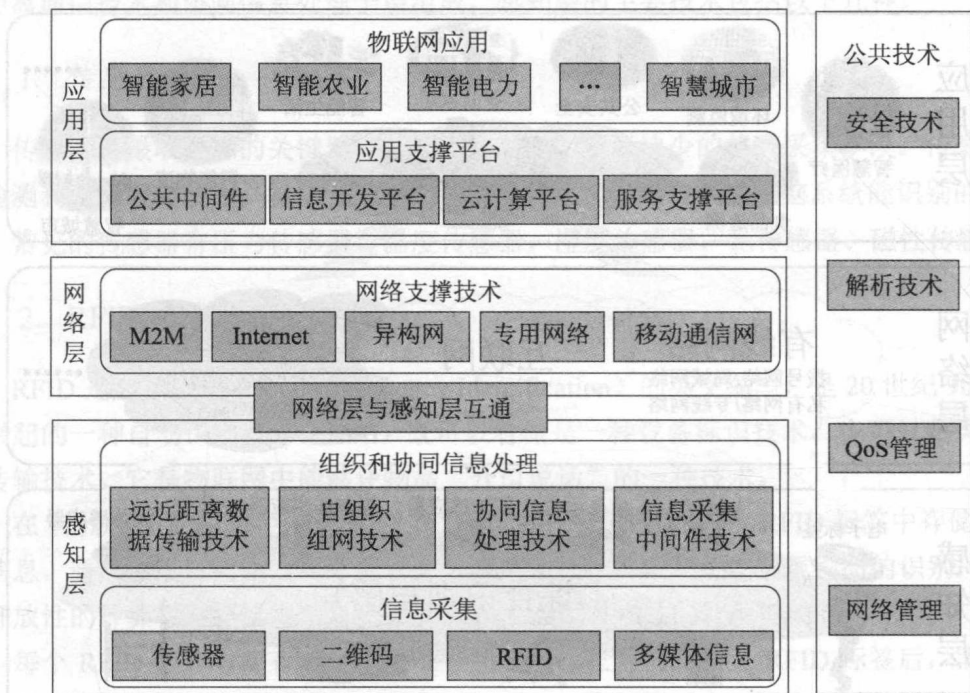 应用层
物联网应用
智能家居
智能农业
智能电力
...
智慧城市
应用支撑平台
公共中间件
信息开发平台
云计算平台
服务支撑平台
网络层
网络支撑技术
M2M
Internet
异构网
专用网络
移动通信网
网络层与感知层互通
感知层
组织和协同信息处理
远近距离数
据传输技术
自组织
组网技术
协同信息
处理技术
信息采集
中间件技术
信息采集
传感器
二维码
RFID
多媒体信息
公共技术
安全技术
解析技术
QoS管理
网络管理